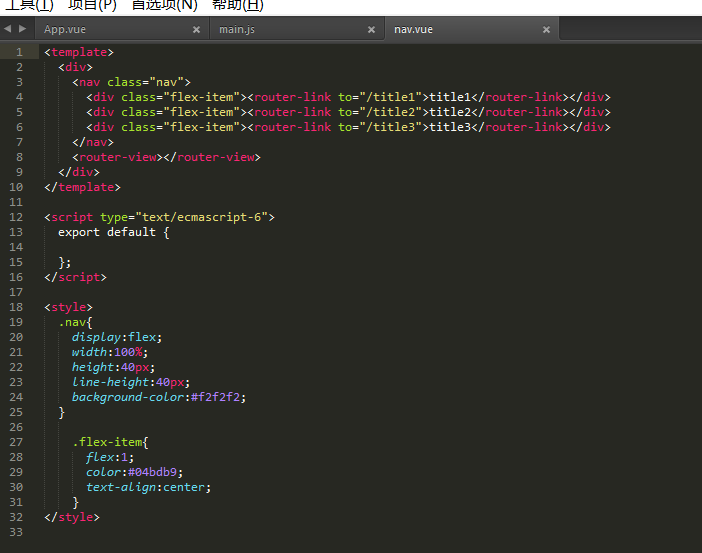 工具(T) 项目(P) 首选项(N) 帮助(H)
App.vue × main.js × nav.vue ×
1 <template>
2 <div>
3 <nav class="nav">
4 <div class="flex-item"><router-link to="/title1">title1</router-link></div>
5 <div class="flex-item"><router-link to="/title2">title2</router-link></div>
6 <div class="flex-item"><router-link to="/title3">title3</router-link></div>
7 </nav>
8 <router-view></router-view>
9 </div>
10 </template>
11
12 <script type="text/ecmascript-6">
13 export default {
14
15 };
16 </script>
17
18 <style>
19 .nav{
20 display:flex;
21 width:100%;
22 height:40px;
23 line-height:40px;
24 background-color:#f2f2f2;
25 }
26
27 .flex-item{
28 flex:1;
29 color:#04bdb9;
30 text-align:center;
31 }
32 </style>
33